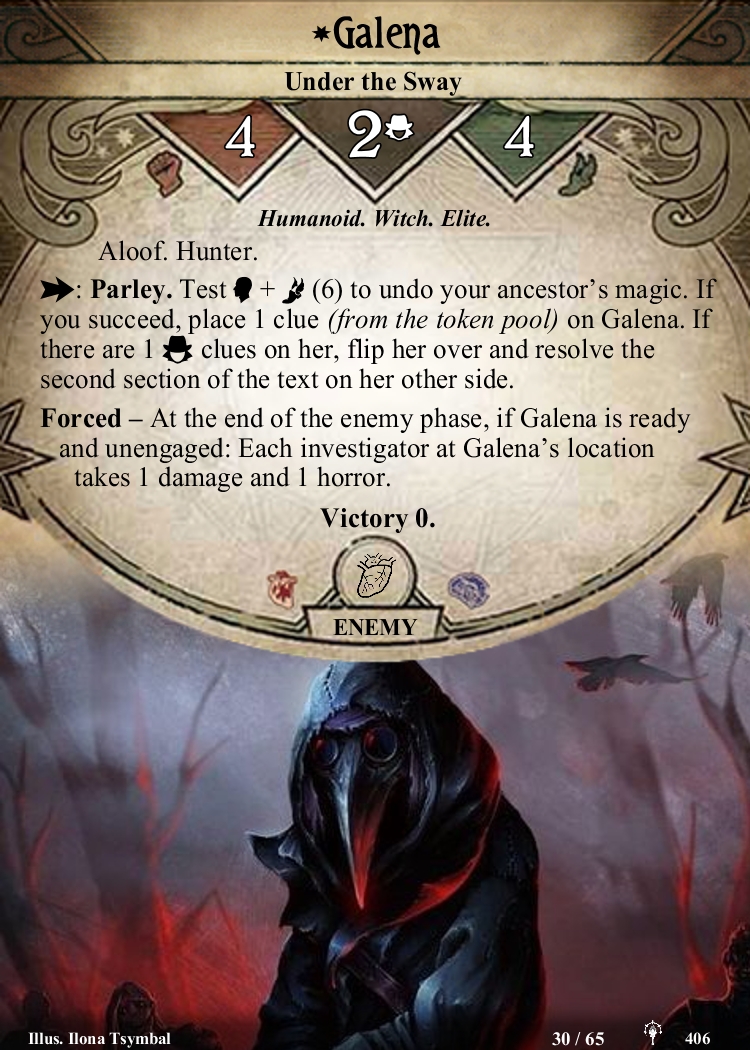 Galena
Under the Sway
4
2
4
Humanoid. Witch. Elite.
Aloof. Hunter.
: Parley. Test + (6) to undo your ancestor’s magic. If
you succeed, place 1 clue (from the token pool) on Galena. If
there are 1 clues on her, flip her over and resolve the
second section of the text on her other side.
Forced – At the end of the enemy phase, if Galena is ready
and unengaged: Each investigator at Galena’s location
takes 1 damage and 1 horror.
Victory 0.
ENEMY
Illus. Ilona Tsymbal
30 / 65
406